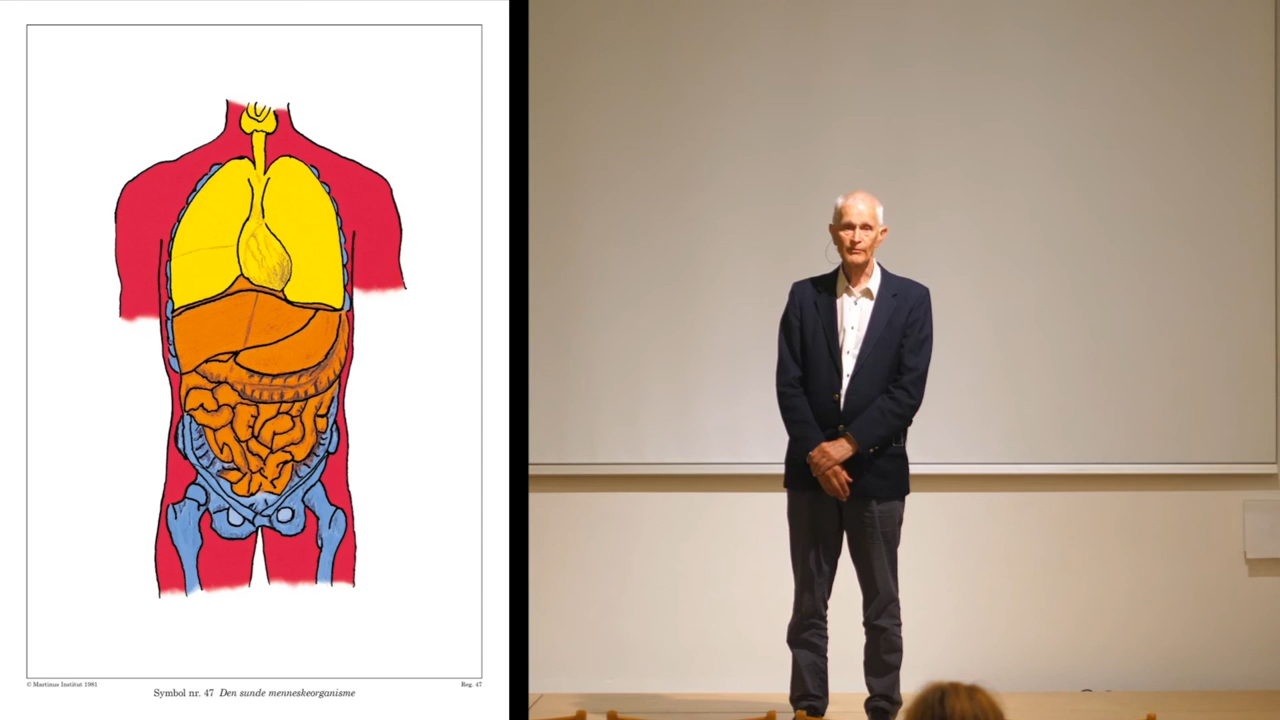 © Martinus Institut 1981
Reg. 47
Symbol nr. 47 Den sunde menneskeorganisme